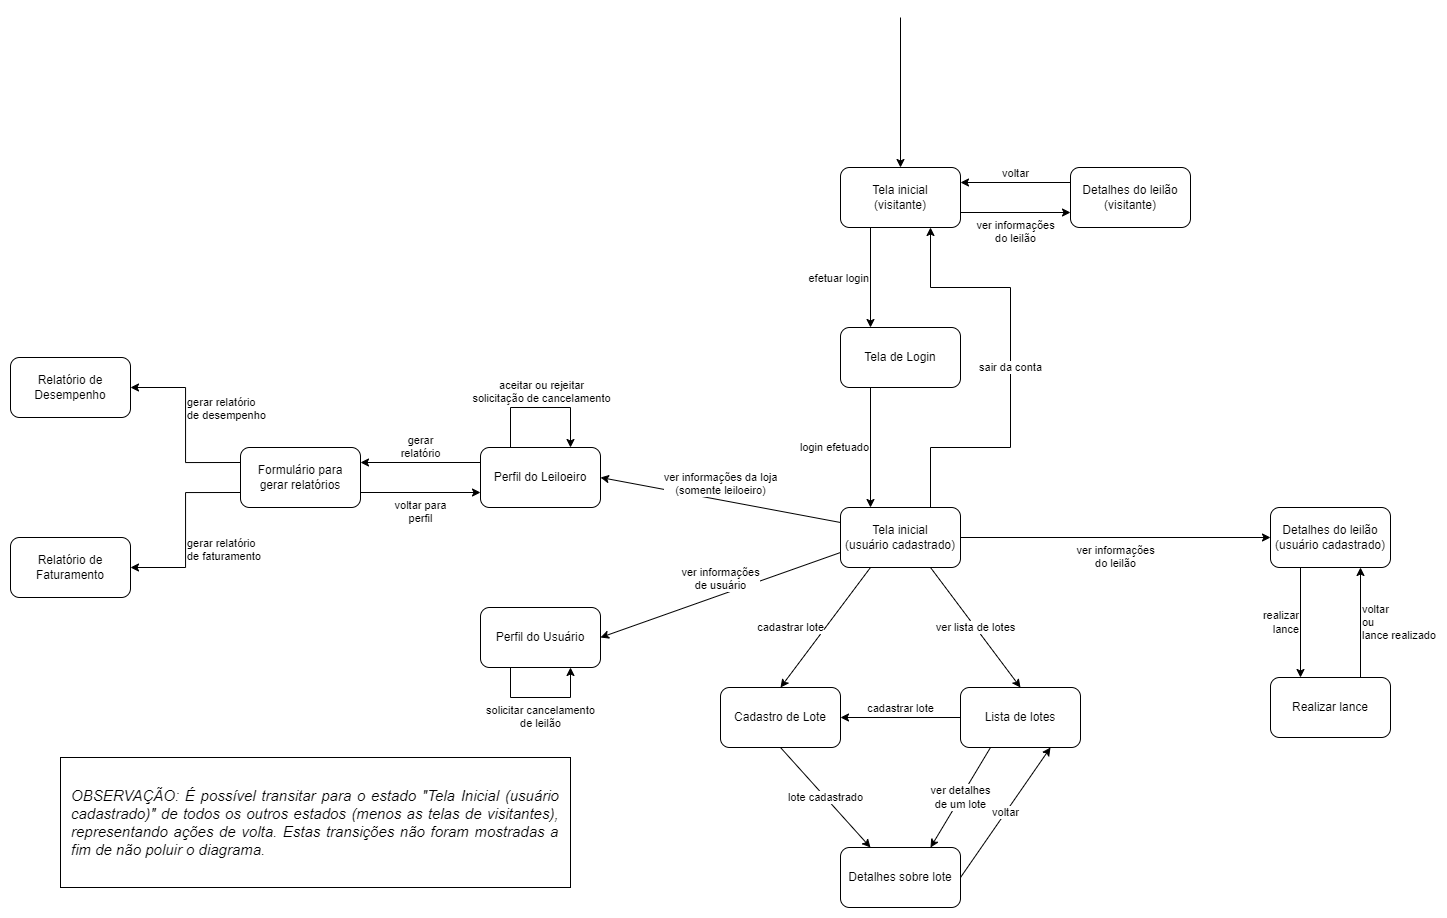 voltar
Tela inicial
(visitante)
Detalhes do leilão
(visitante)
ver informações
do leilão
efetuar login
Tela de Login
sair da conta
Relatório de
Desempenho
gerar relatório
de desempenho
aceitar ou rejeitar
solicitação de cancelamento
gerar
relatório
login efetuado
Formulário para
gerar relatórios
Perfil do Leiloeiro
ver informações da loja
(somente leiloeiro)
voltar para
perfil
Tela inicial
(usuário cadastrado)
Detalhes do leilão
(usuário cadastrado)
gerar relatório
de faturamento
ver informações
do leilão
Relatório de
Faturamento
ver informações
de usuário
realizar
lance
voltar
ou
lance realizado
Perfil do Usuário
cadastrar lote
ver lista de lotes
solicitar cancelamento
de leilão
Cadastro de Lote
cadastrar lote
Lista de lotes
Realizar lance
lote cadastrado
ver detalhes
de um lote
voltar
OBSERVAÇÃO: É possível transitar para o estado "Tela Inicial (usuário
cadastrado)" de todos os outros estados (menos as telas de visitantes),
representando ações de volta. Estas transições não foram mostradas a
fim de não poluir o diagrama.
Detalhes sobre lote